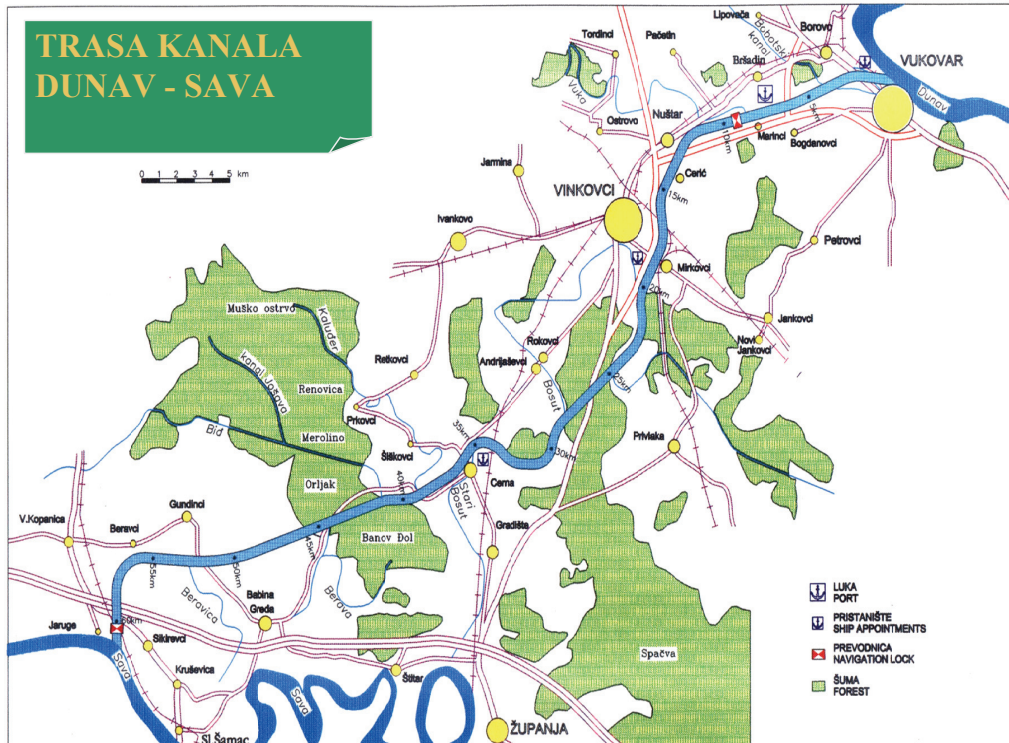 TRASA KANALA
DUNAV - SAVA
0 1 2 3 4 5 km
Lipovača
Bobotski
kanal
Borovo
Tordinci
Pačetin
Bršadin
VUKOVAR
Dunav
Vuka
Ostrovo
Nuštar
5km
10km
Marinci
Bogdanovci
Jarmina
Cerić
VINKOVCI
15km
Ivankovo
Petrovci
Mirkovci
20km
Muško ostrvo
Kaluđer
Jankovci
Novi
Jankovci
kanal Jošava
Retkovci
Rokovci
Andrijaševci
Renovica
25km
Bosut
Prkovci
Merolino
Bid
35km
Šiškovci
30km
Privlaka
Orljak
40km
Cerna
Stari
Bosut
Gundinci
V.Kopanica
Beravci
45km
Bancv Đol
Gradište
55km
50km
Beravica
Babina
Greda
Berava
60km
Jaruge
Sikirevci
Sava
Kruševica
Štitar
Spačva
Sava
Sl.Šamac
ŽUPANJA
LUKA
PORT
PRISTANIŠTE
SHIP APPOINTMENTS
PREVODNICA
NAVIGATION LOCK
ŠUMA
FOREST